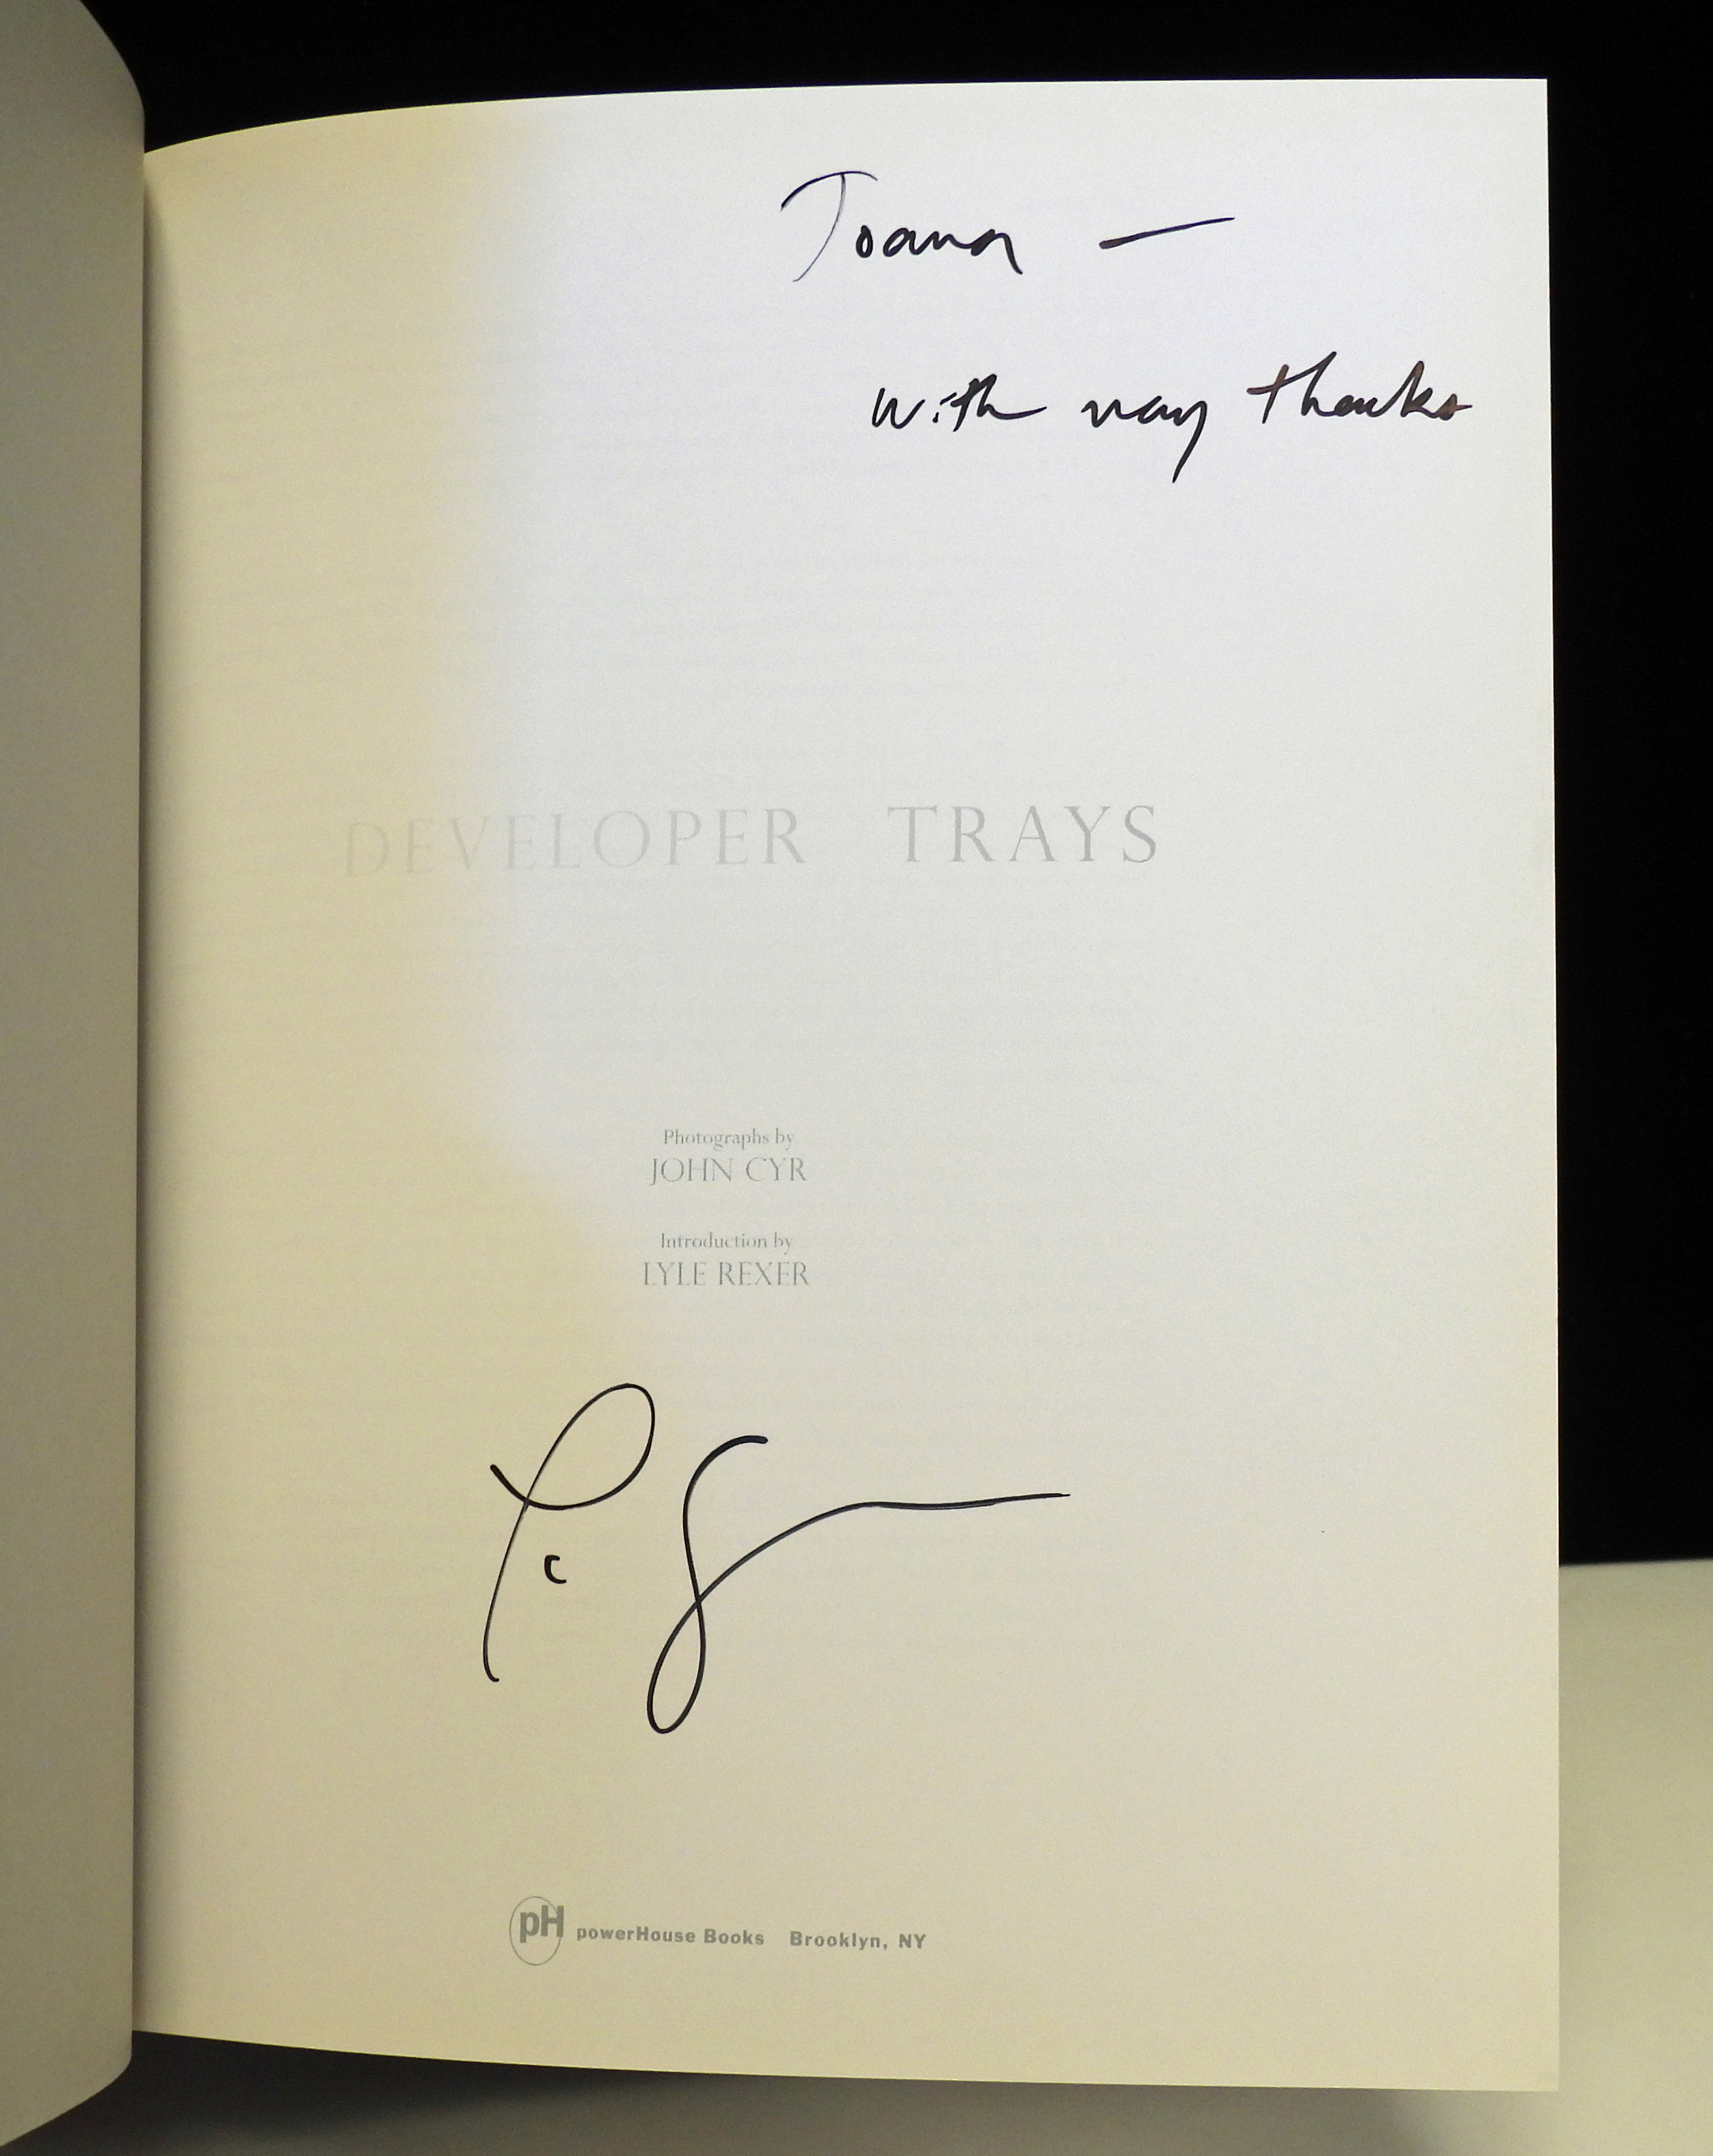 Joana —
with many thanks
DEVELOPER TRAYS
Photographs by
JOHN CYR
Introduction by
LYLE REXER
pH powerHouse Books Brooklyn, NY